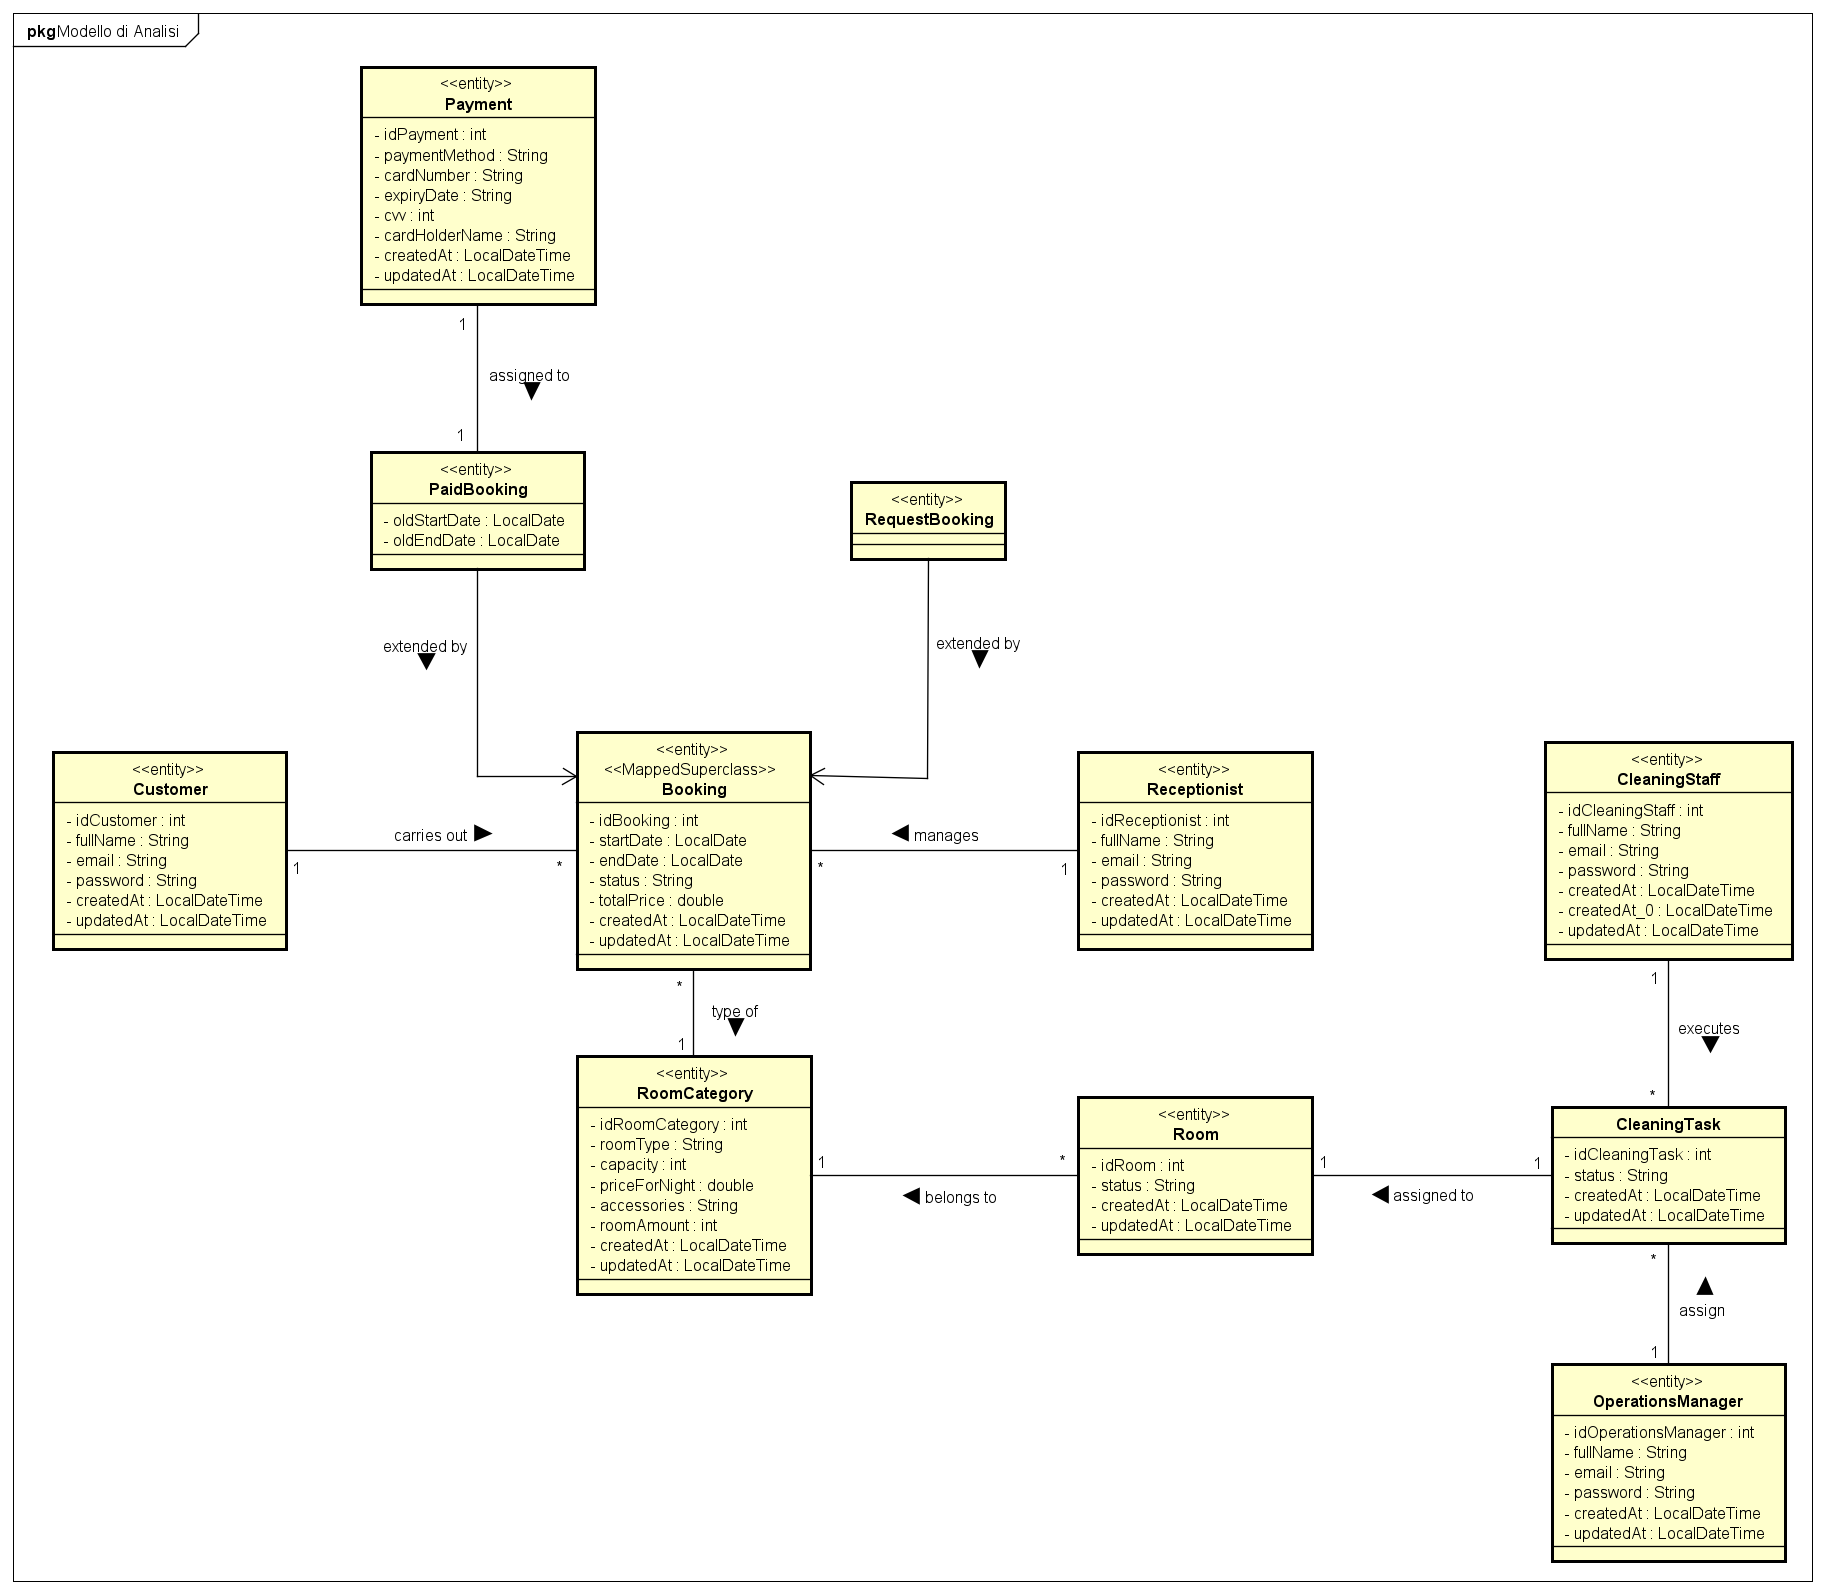 pkg Modello di Analisi
<<entity>>
Payment
- idPayment : int
- paymentMethod : String
- cardNumber : String
- expiryDate : String
- cvv : int
- cardHolderName : String
- createdAt : LocalDateTime
- updatedAt : LocalDateTime
1
assigned to
1
<<entity>>
PaidBooking
- oldStartDate : LocalDate
- oldEndDate : LocalDate
<<entity>>
RequestBooking
extended by
extended by
<<entity>>
Customer
- idCustomer : int
- fullName : String
- email : String
- password : String
- createdAt : LocalDateTime
- updatedAt : LocalDateTime
carries out
1
*
<<entity>>
<<MappedSuperclass>>
Booking
- idBooking : int
- startDate : LocalDate
- endDate : LocalDate
- status : String
- totalPrice : double
- createdAt : LocalDateTime
- updatedAt : LocalDateTime
manages
*
1
<<entity>>
Receptionist
- idReceptionist : int
- fullName : String
- email : String
- password : String
- createdAt : LocalDateTime
- updatedAt : LocalDateTime
<<entity>>
CleaningStaff
- idCleaningStaff : int
- fullName : String
- email : String
- password : String
- createdAt : LocalDateTime
- createdAt_0 : LocalDateTime
- updatedAt : LocalDateTime
*
type of
1
1
executes
*
<<entity>>
RoomCategory
- idRoomCategory : int
- roomType : String
- capacity : int
- priceForNight : double
- accessories : String
- roomAmount : int
- createdAt : LocalDateTime
- updatedAt : LocalDateTime
1
*
belongs to
<<entity>>
Room
- idRoom : int
- status : String
- createdAt : LocalDateTime
- updatedAt : LocalDateTime
1
1
assigned to
CleaningTask
- idCleaningTask : int
- status : String
- createdAt : LocalDateTime
- updatedAt : LocalDateTime
*
assign
1
<<entity>>
OperationsManager
- idOperationsManager : int
- fullName : String
- email : String
- password : String
- createdAt : LocalDateTime
- updatedAt : LocalDateTime